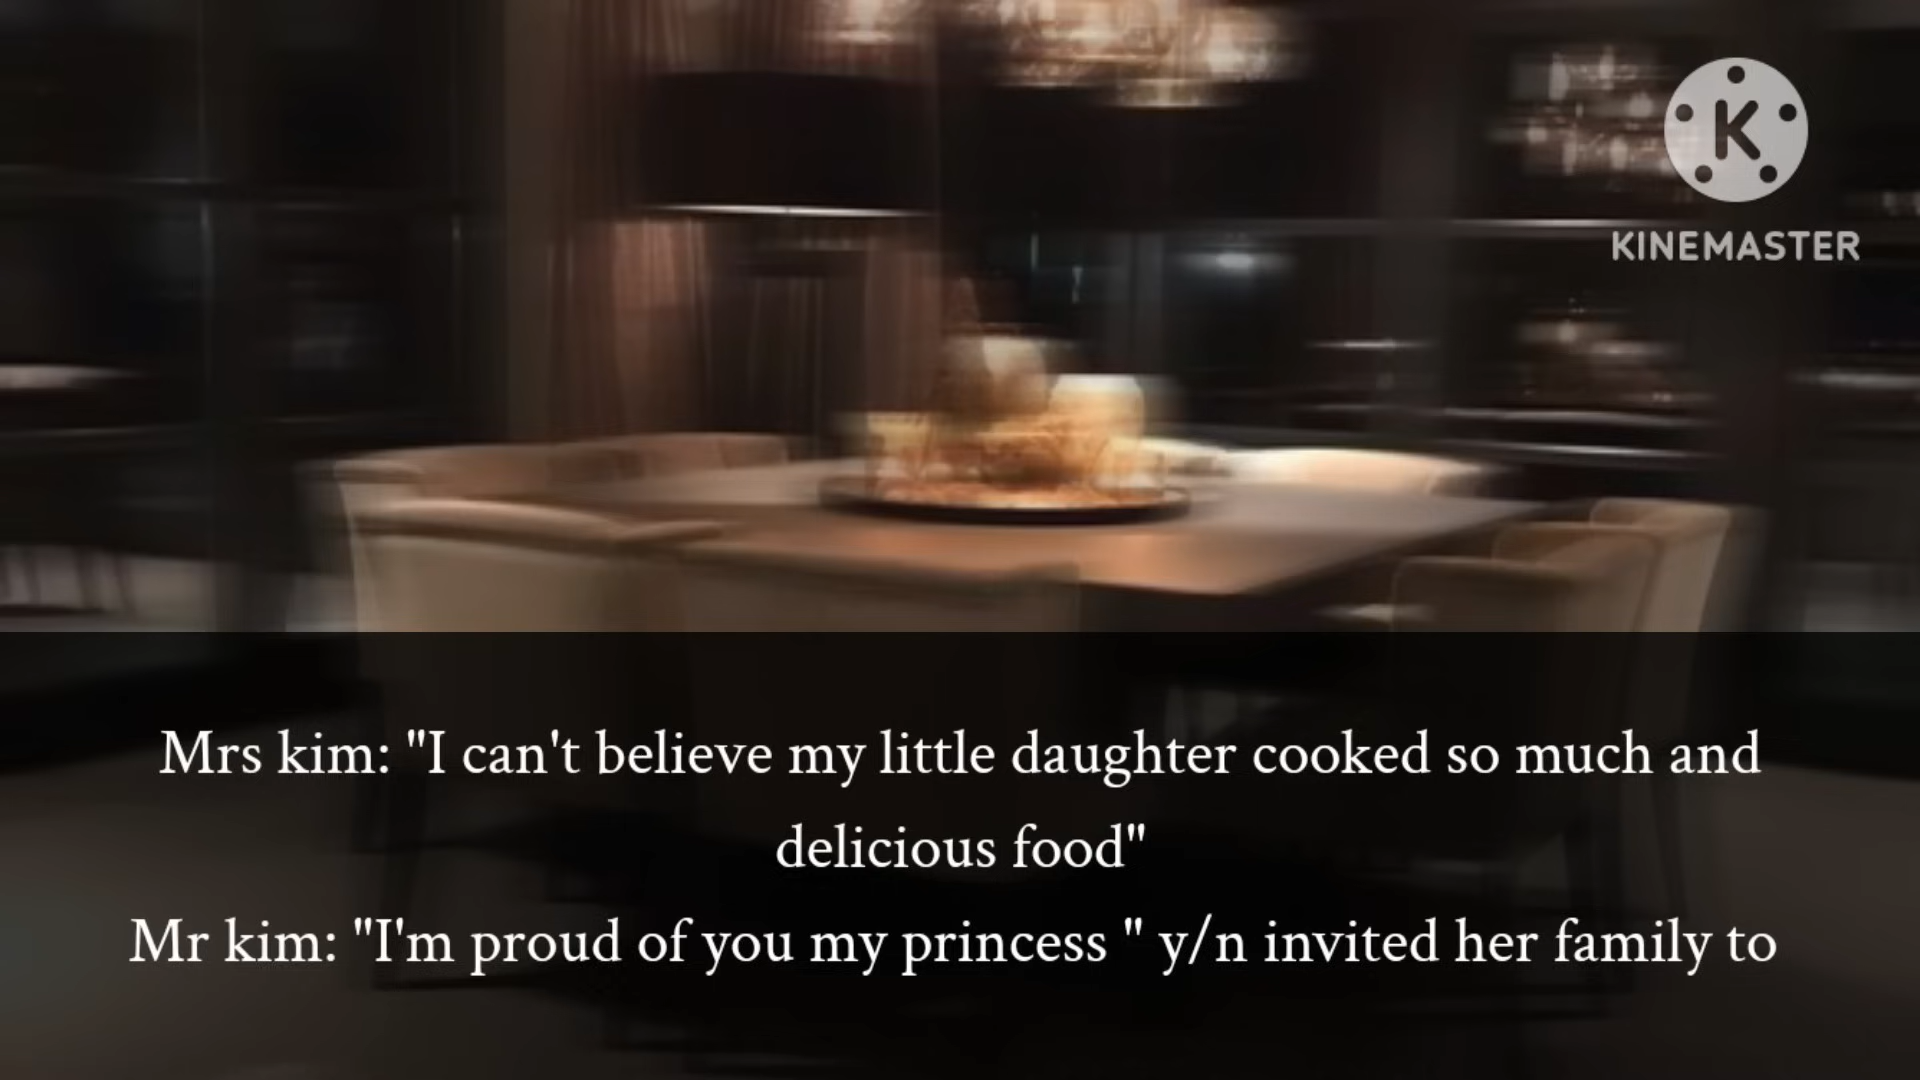 K
KINEMASTER
Mrs kim: "I can't believe my little daughter cooked so much and
delicious food"
Mr kim: "I'm proud of you my princess " y/n invited her family to